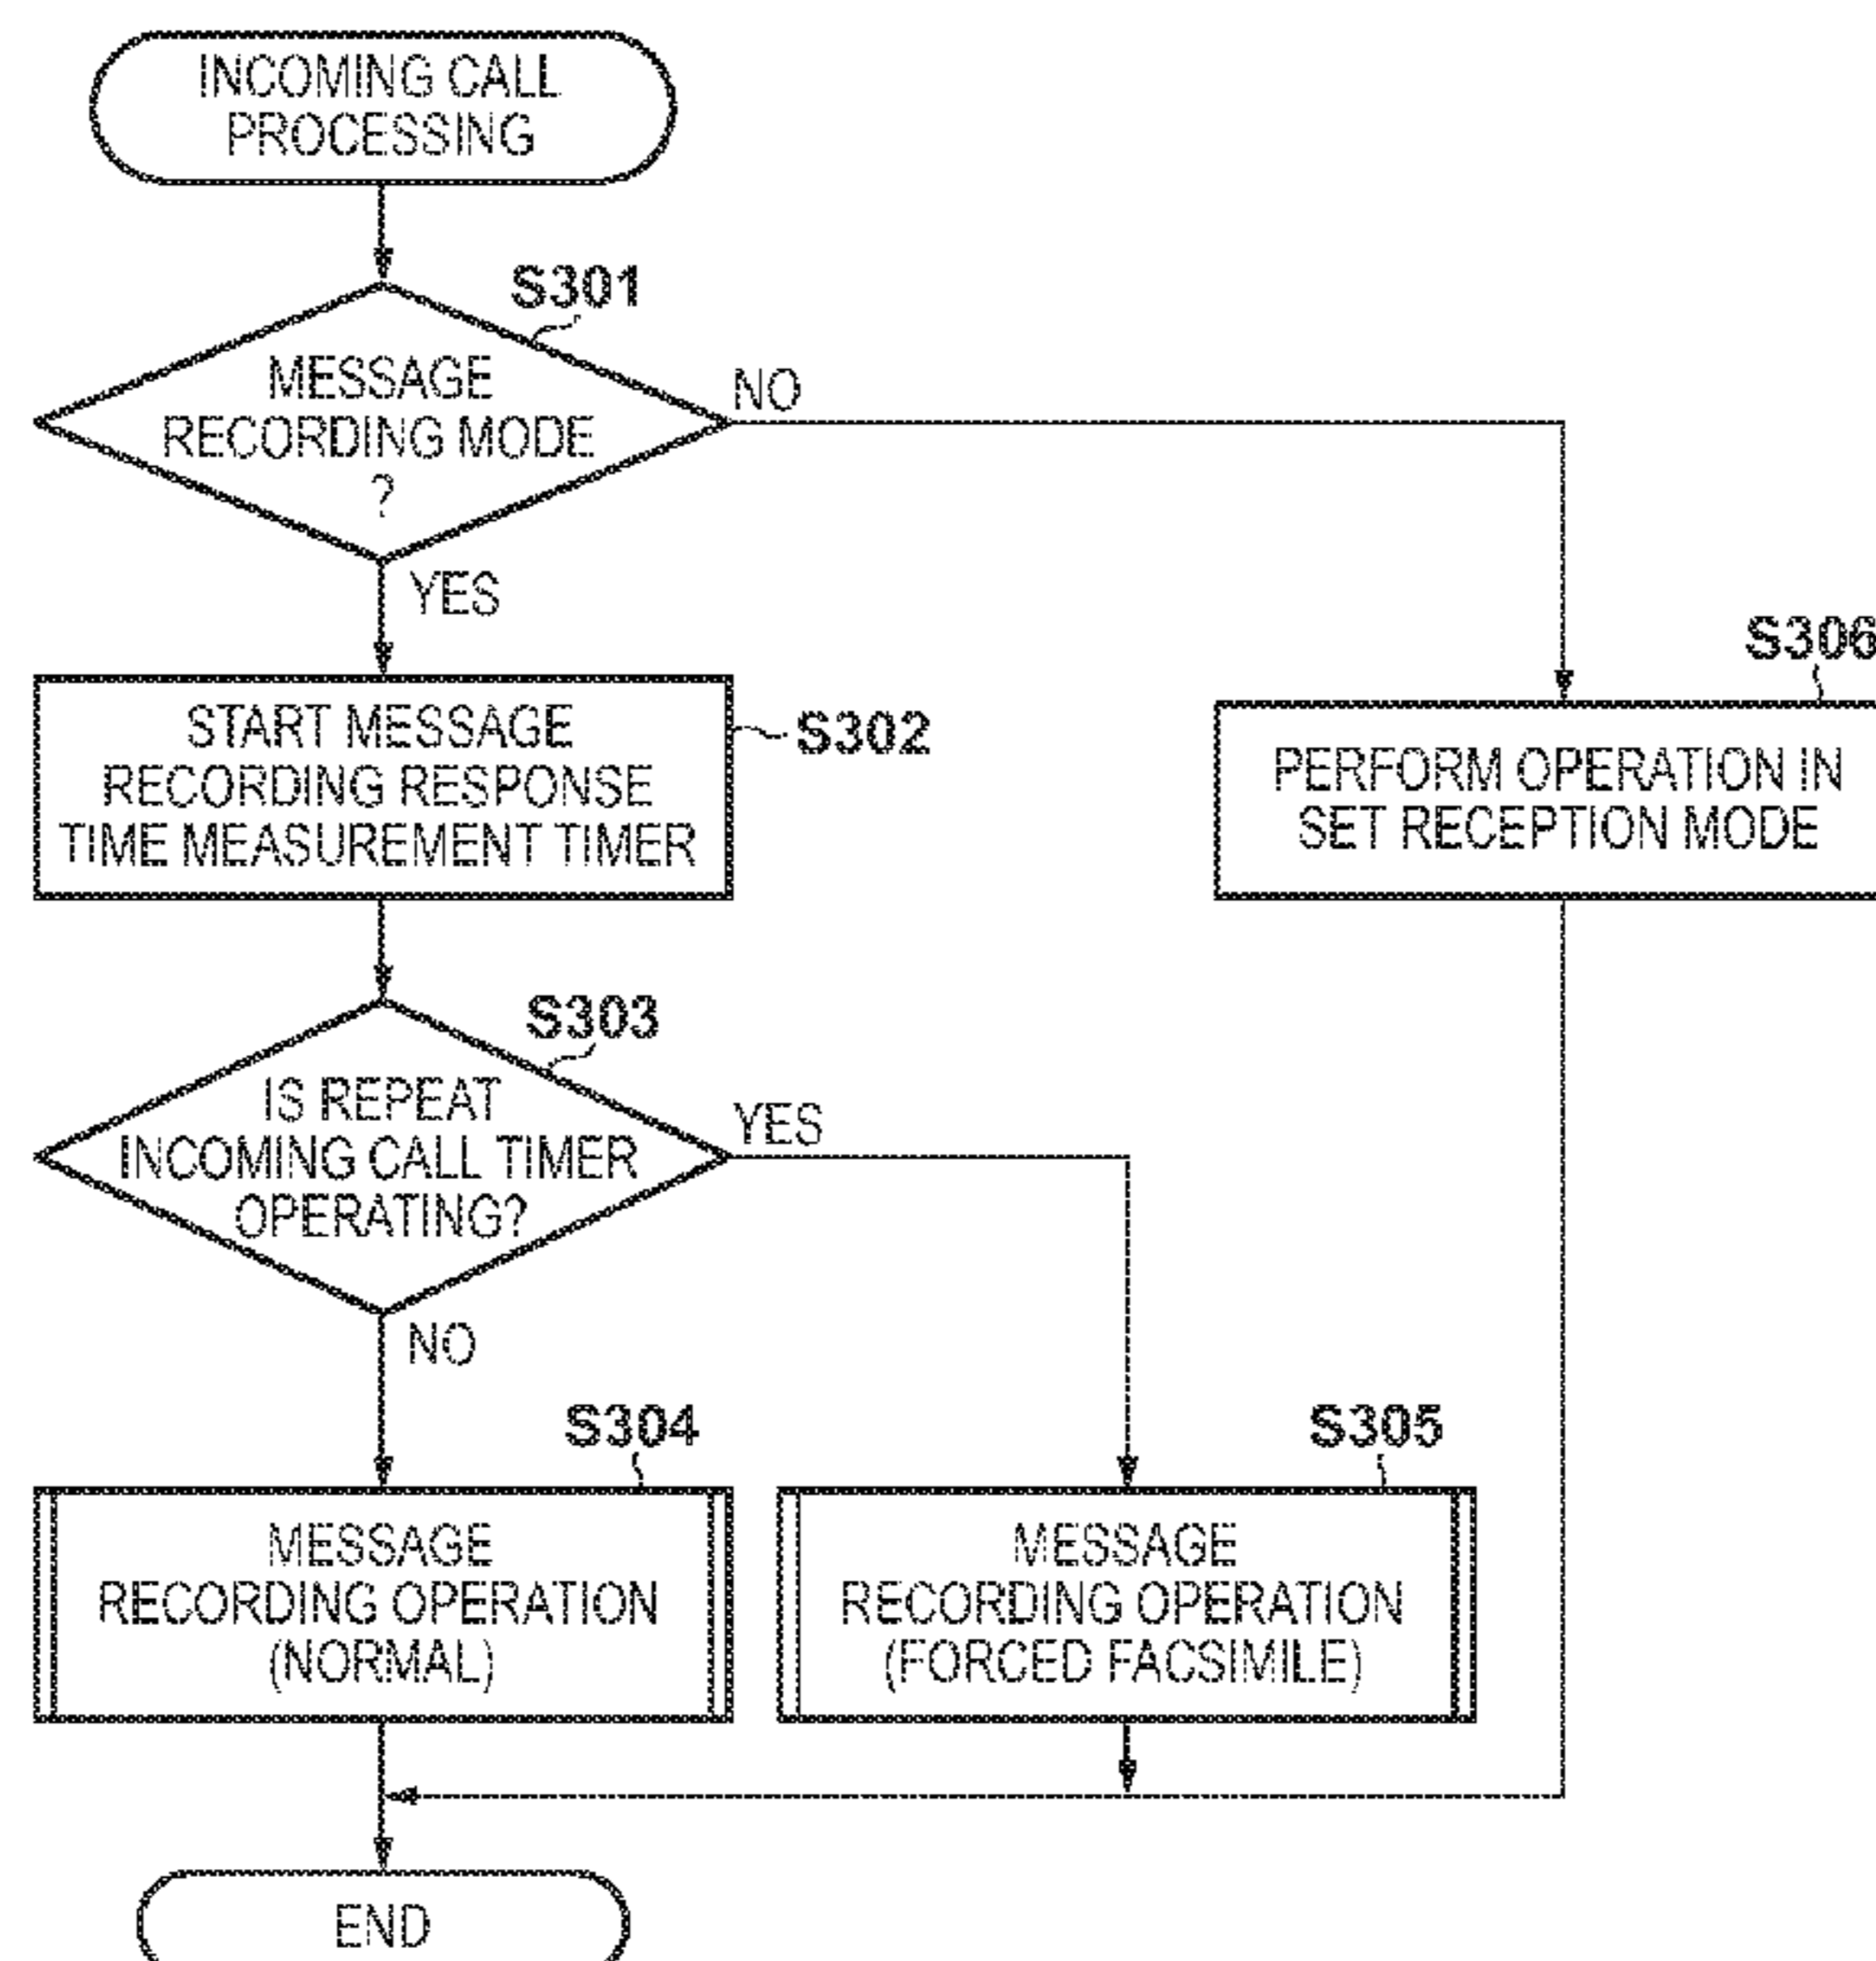 INCOMING CALL
PROCESSING
S301
MESSAGE
RECORDING MODE
?
NO
YES
START MESSAGE
RECORDING RESPONSE
TIME MEASUREMENT TIMER
S302
S306
PERFORM OPERATION IN
SET RECEPTION MODE
S303
IS REPEAT
INCOMING CALL TIMER
OPERATING?
YES
NO
S304
MESSAGE
RECORDING OPERATION
(NORMAL)
S305
MESSAGE
RECORDING OPERATION
(FORCED FACSIMILE)
END